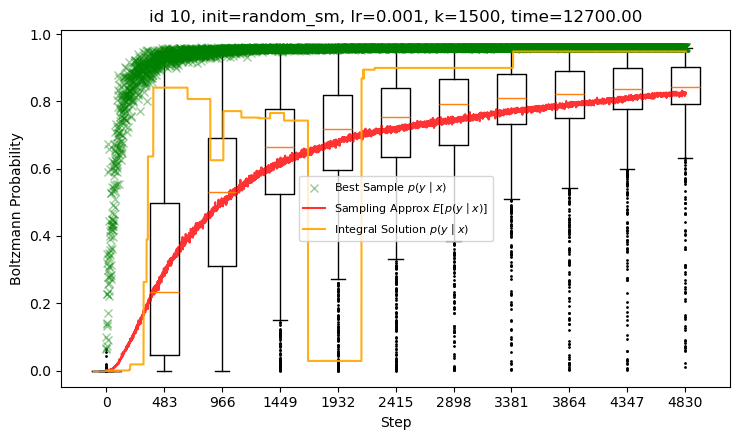 id 10, init=random_sm, lr=0.001, k=1500, time=12700.00
Boltzmann Probability
1.0
0.8
0.6
0.4
0.2
0.0
Best Sample p(y | x)
Sampling Approx E[p(y | x)]
Integral Solution p(y | x)
0 483 966 1449 1932 2415 2898 3381 3864 4347 4830
Step